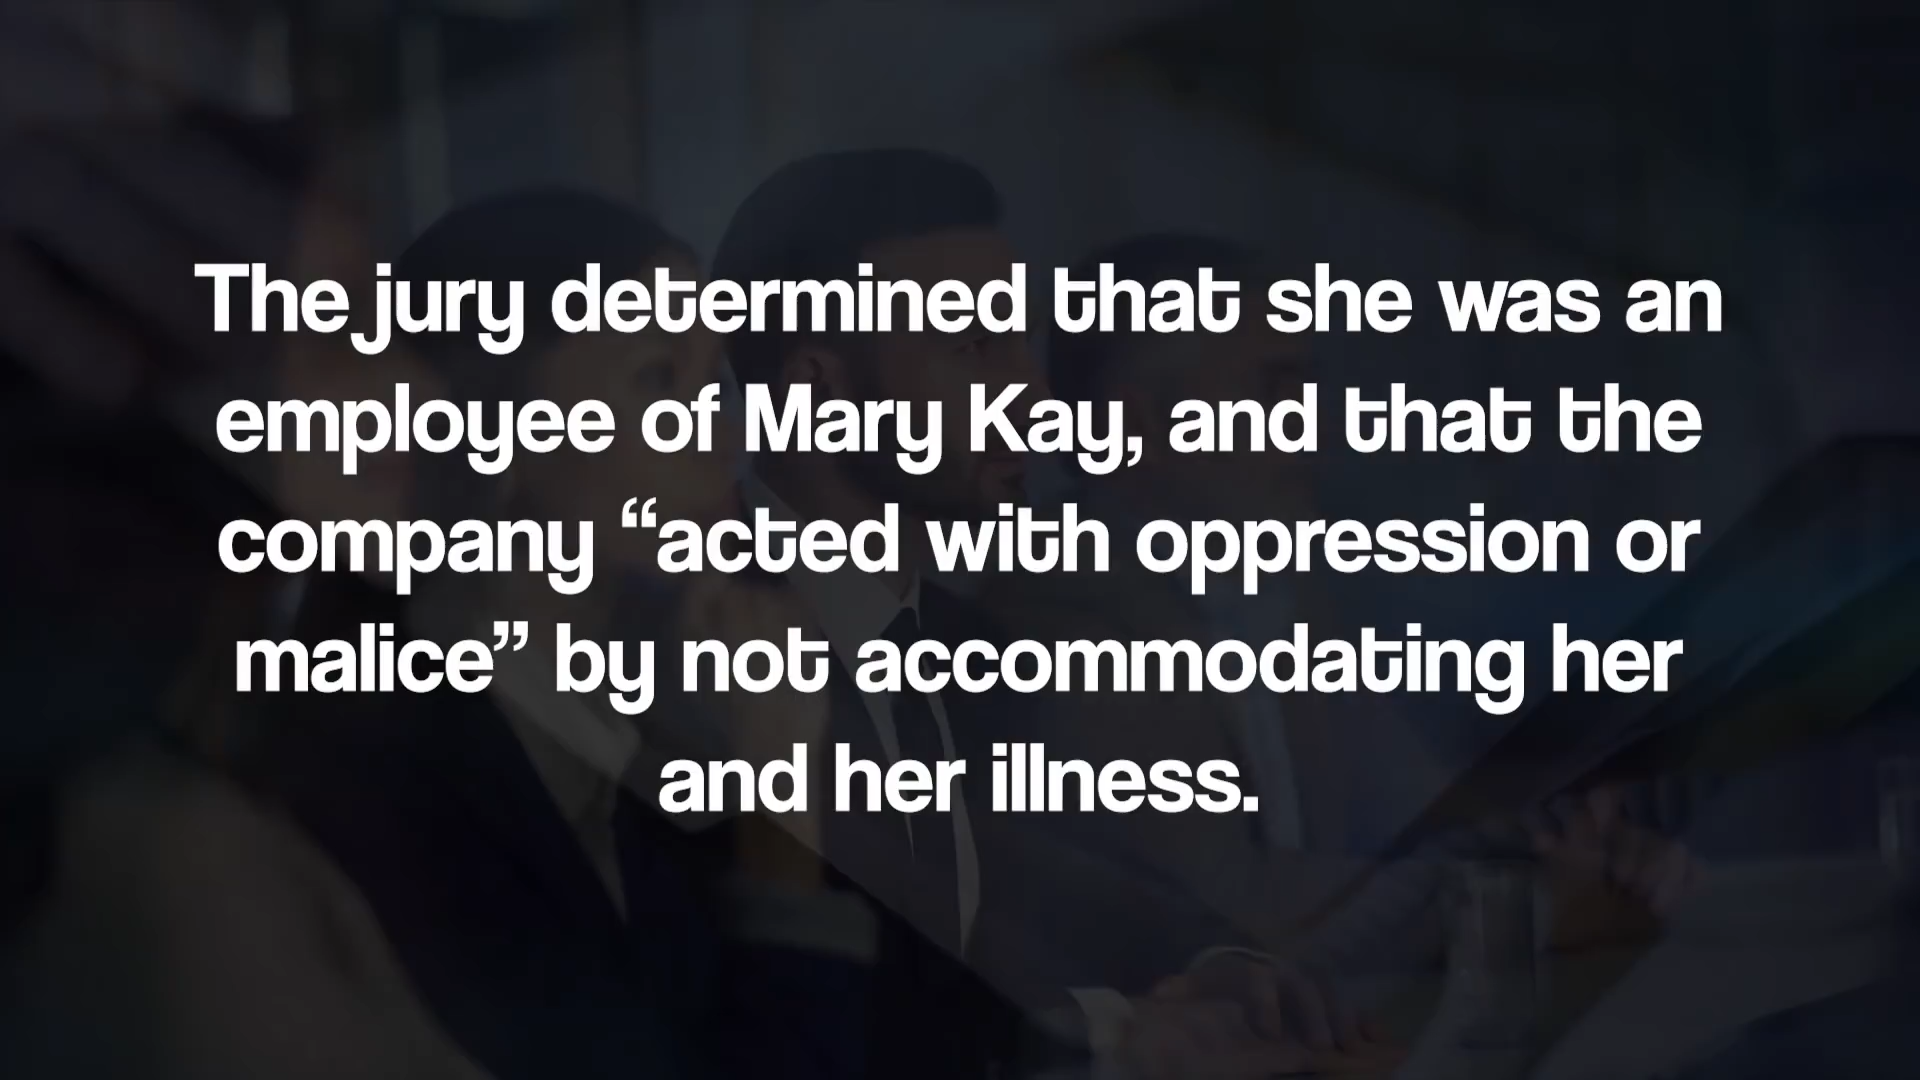 The jury determined that she was an
employee of Mary Kay, and that the
company “acted with oppression or
malice” by not accommodating her
and her illness.